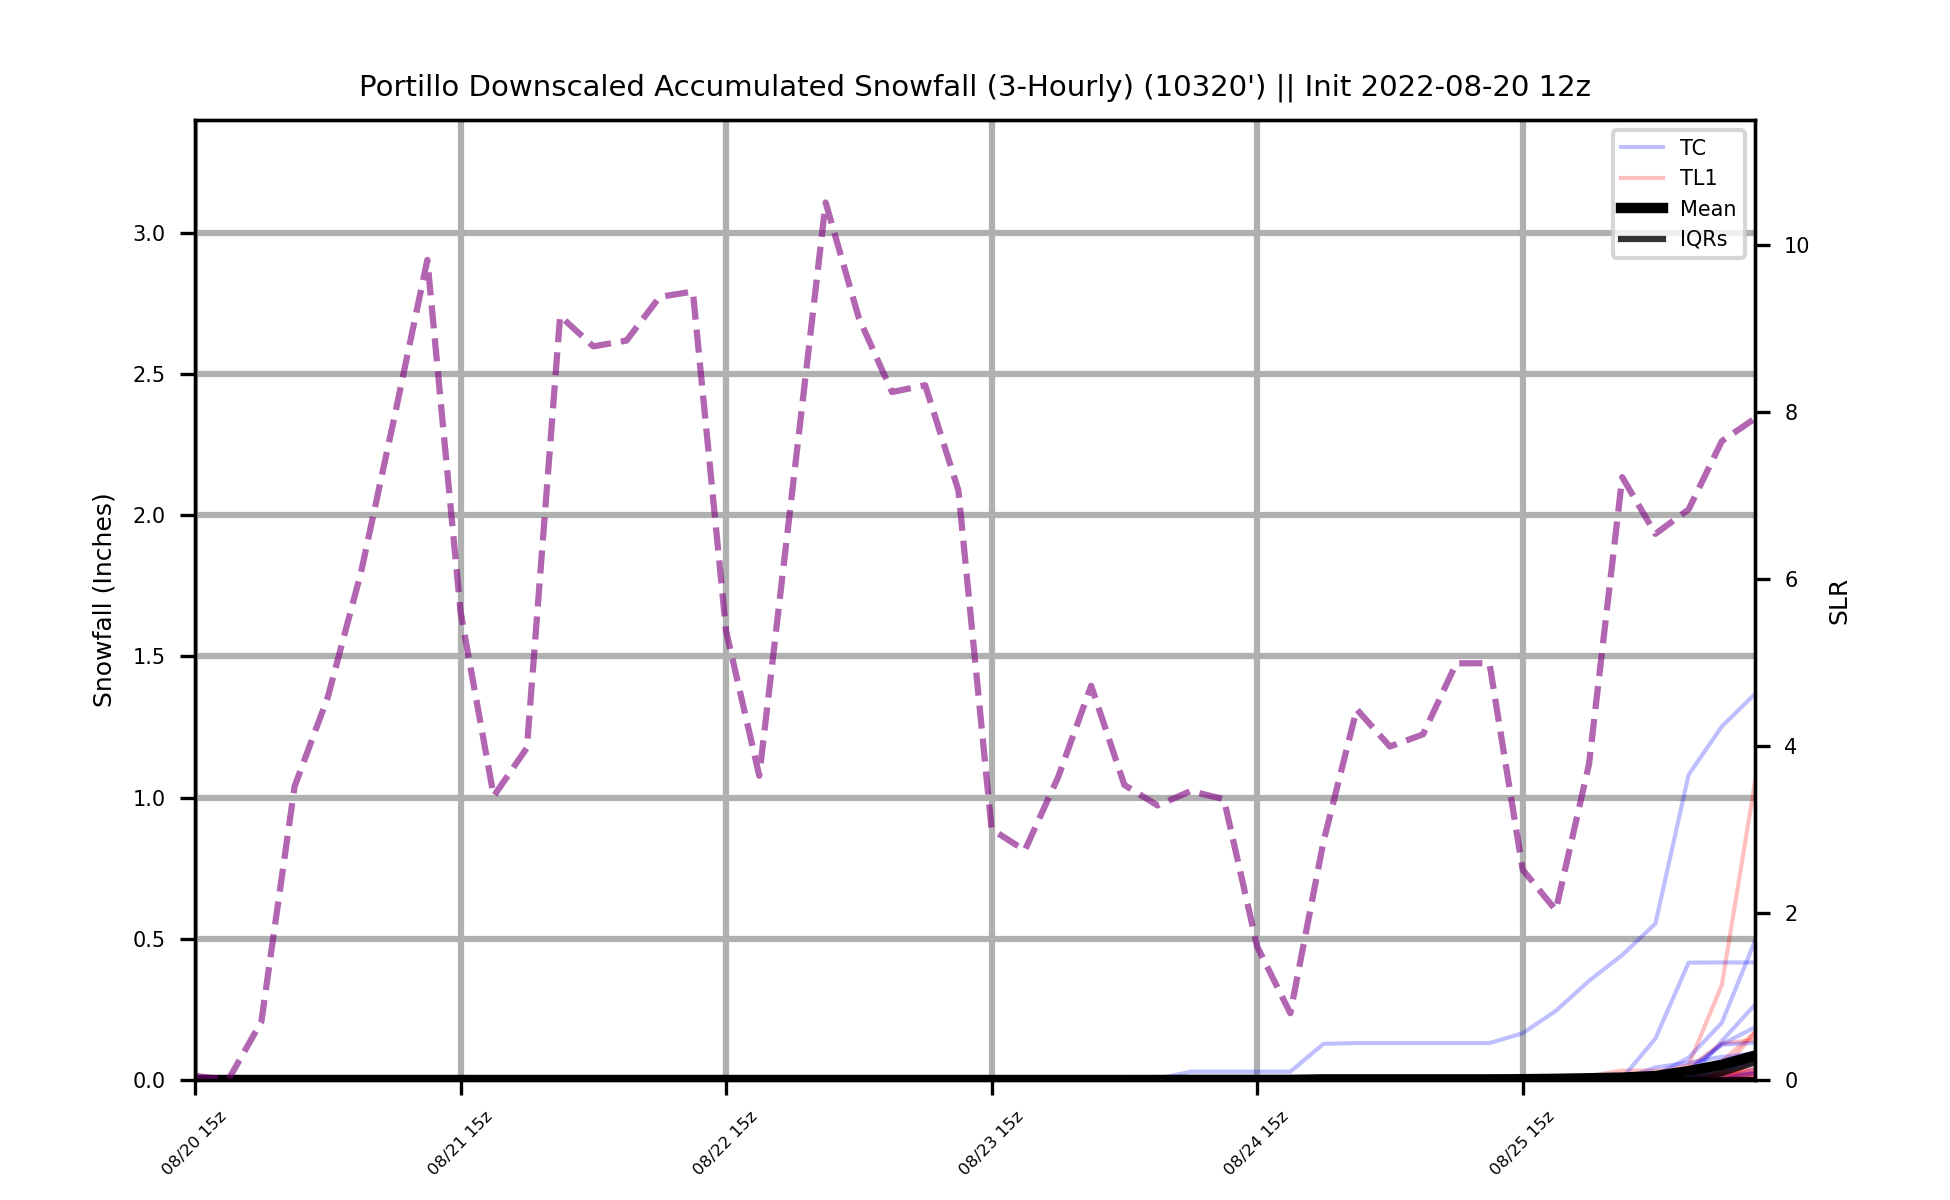 Portillo Downscaled Accumulated Snowfall (3-Hourly) (10320') || Init 2022-08-20 12z
TC
TL1
Mean
IQRs
3.0
2.5
2.0
1.5
1.0
0.5
0.0
Snowfall (Inches)
10
8
6
4
2
0
SLR
08/20 15z
08/21 15z
08/22 15z
08/23 15z
08/24 15z
08/25 15z